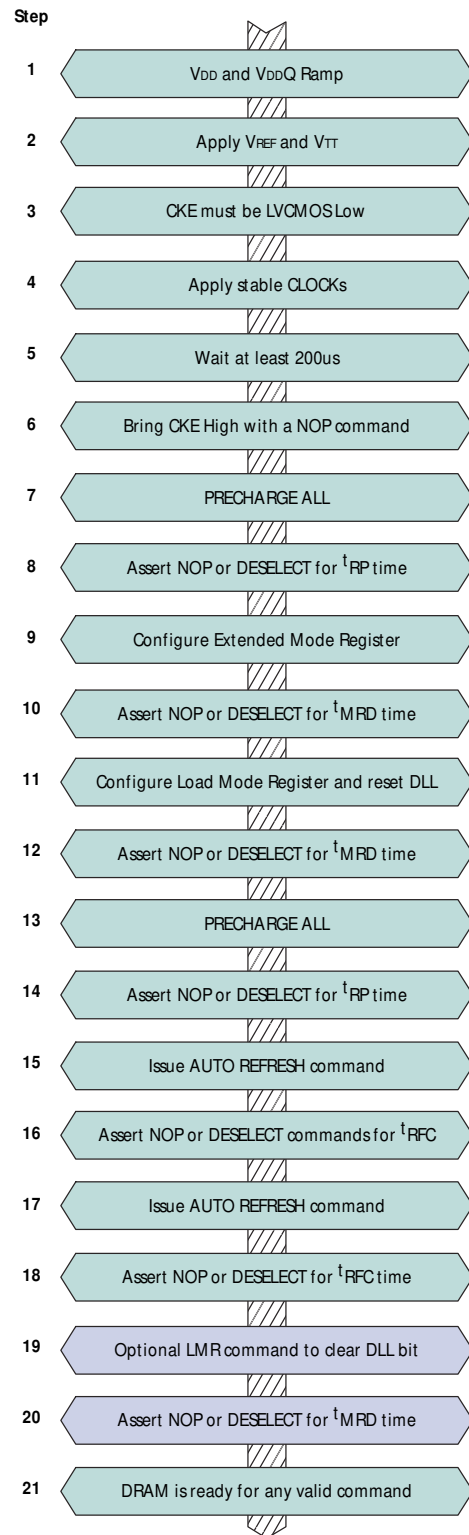 Step
1 VDD and VDDQ Ramp
2 Apply VREF and VTT
3 CKE must be LVCMOS Low
4 Apply stable CLOCKs
5 Wait at least 200us
6 Bring CKE High with a NOP command
7 PRECHARGE ALL
8 Assert NOP or DESELECT for tRP time
9 Configure Extended Mode Register
10 Assert NOP or DESELECT for tMRD time
11 Configure Load Mode Register and reset DLL
12 Assert NOP or DESELECT for tMRD time
13 PRECHARGE ALL
14 Assert NOP or DESELECT for tRP time
15 Issue AUTO REFRESH command
16 Assert NOP or DESELECT commands for tRFC
17 Issue AUTO REFRESH command
18 Assert NOP or DESELECT for tRFC time
19 Optional LMR command to clear DLL bit
20 Assert NOP or DESELECT for tMRD time
21 DRAM is ready for any valid command